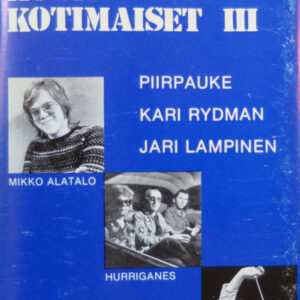 KOTIMAISET III
PIIRPAUKE
KARI RYDMAN
JARI LAMPINEN
MIKKO ALATALO
HURRIGANES